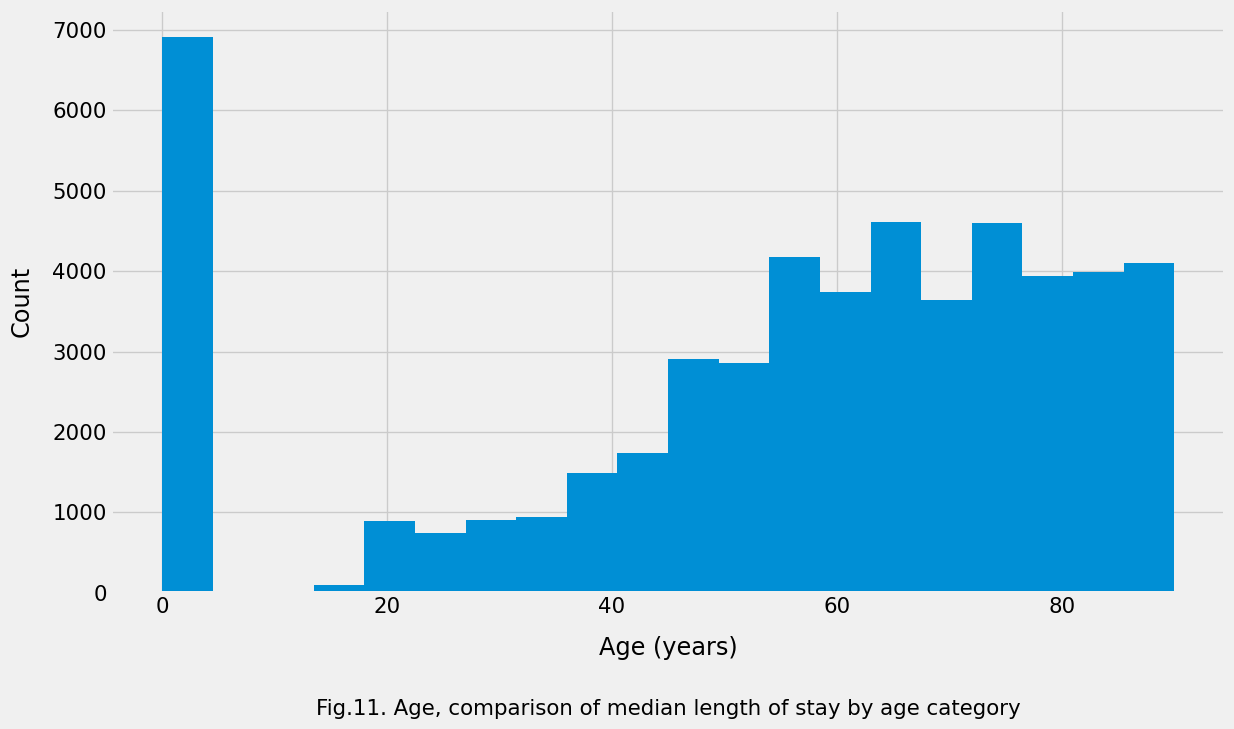 7000
6000
5000
4000
3000
2000
1000
0
Count
0 20 40 60 80
Age (years)
Fig.11. Age, comparison of median length of stay by age category